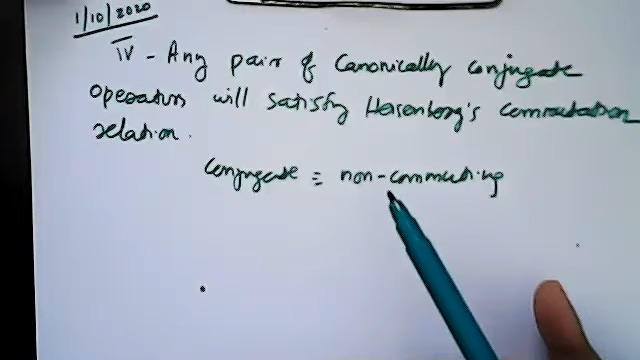 1/10/2020
IV - Any pair of Canonically conjugate
operators will satisfy Heisenberg's commutation
relation.
conjugate = non-commuting